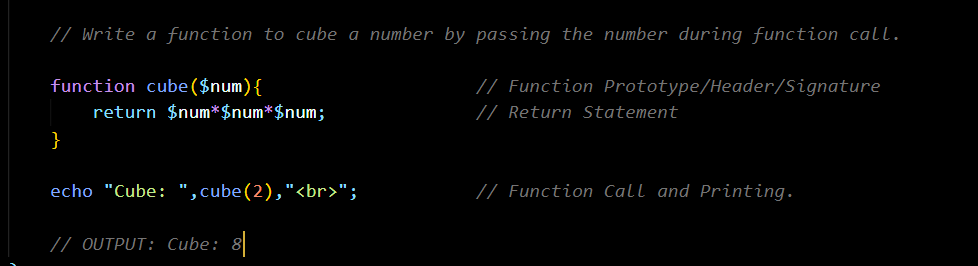 // Write a function to cube a number by passing the number during function call.
function cube($num){ // Function Prototype/Header/Signature
return $num*$num*$num; // Return Statement
}
echo "Cube: ",cube(2),"<br>"; // Function Call and Printing.
// OUTPUT: Cube: 8